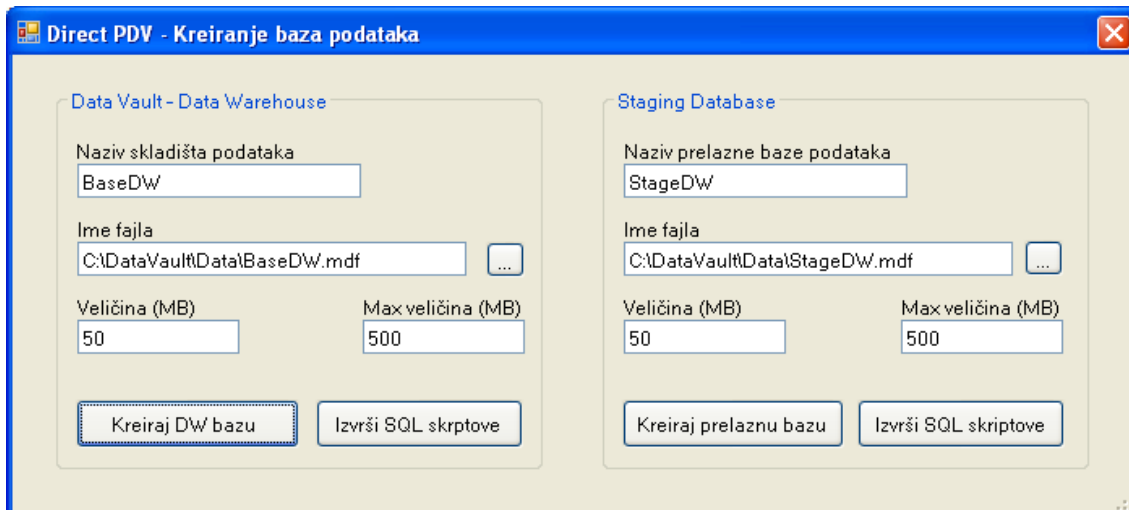 Direct PDV - Kreiranje baza podataka
Data Vault - Data Warehouse
Naziv skladišta podataka
BaseDW
Ime fajla
C:\DataVault\Data\BaseDW.mdf
...
Veličina (MB) Max veličina (MB)
50 500
Kreiraj DW bazu Izvrši SQL skrptove
Staging Database
Naziv prelazne baze podataka
StageDW
Ime fajla
C:\DataVault\Data\StageDW.mdf
...
Veličina (MB) Max veličina (MB)
50 500
Kreiraj prelaznu bazu Izvrši SQL skriptove